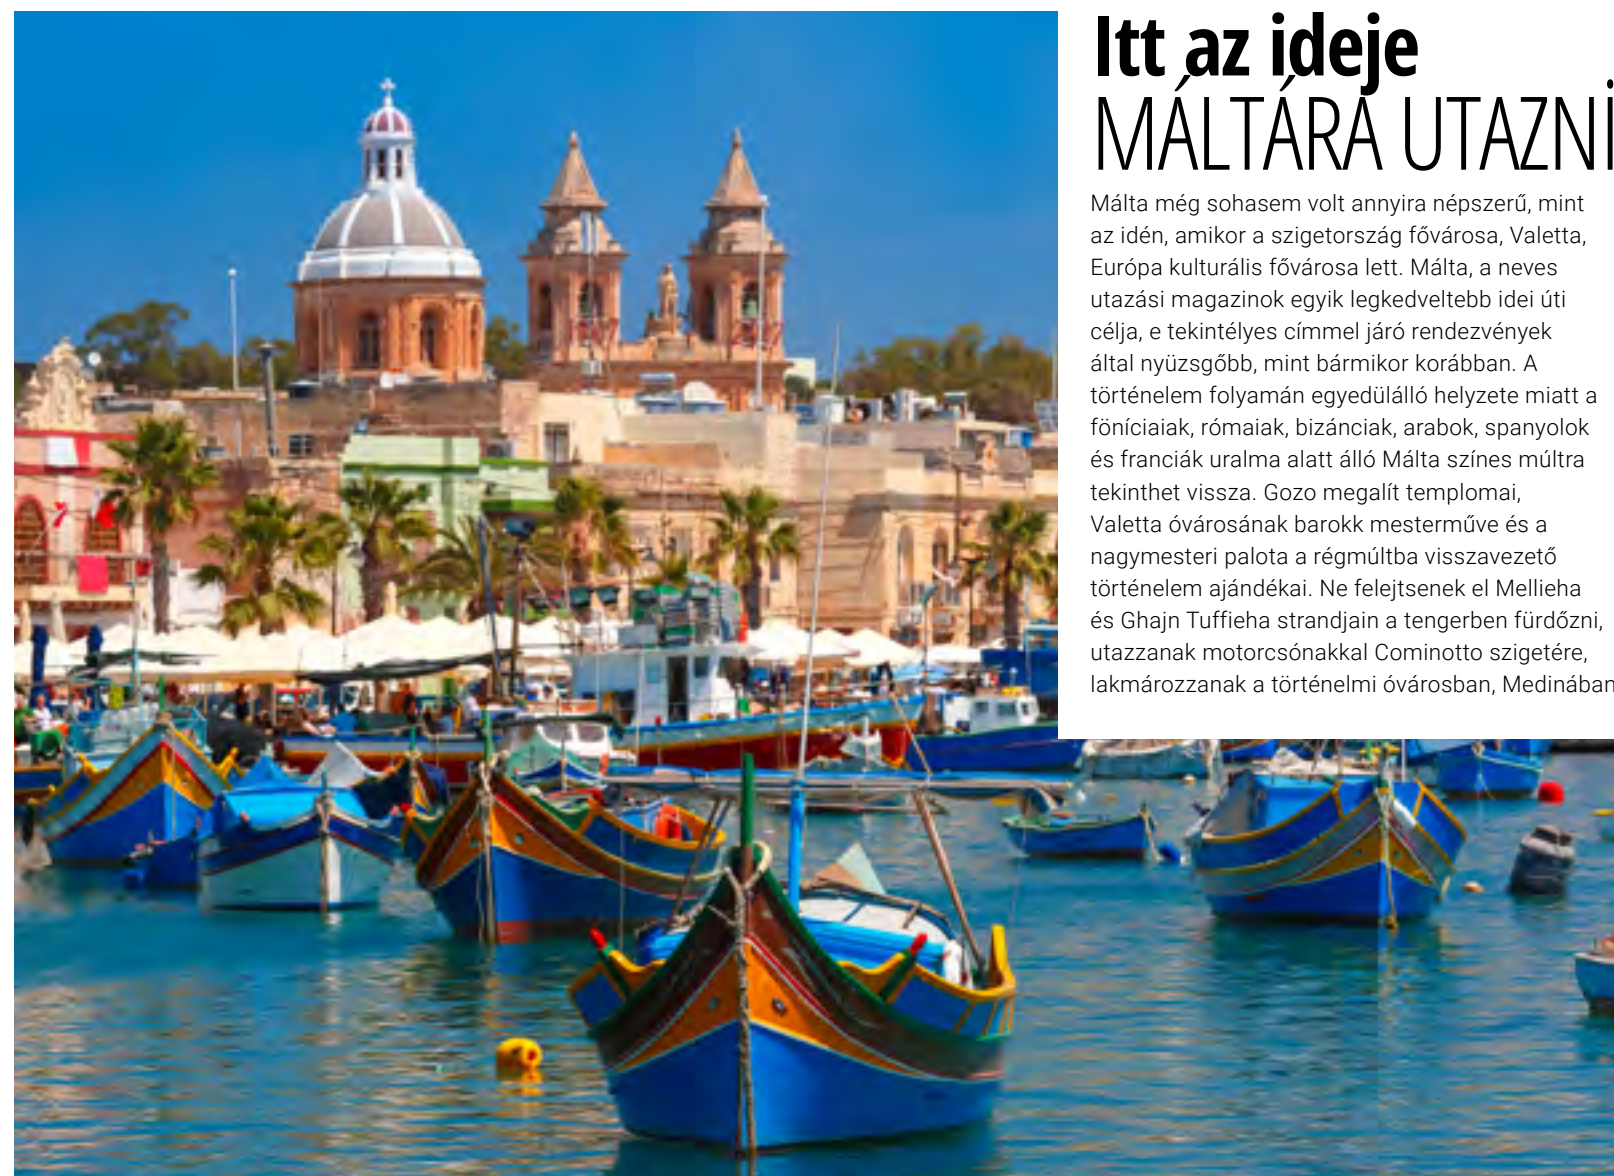 Itt az ideje
MÁLTÁRA UTAZNİ
Málta még sohasem volt annyira népszerű, mint
az idén, amikor a szigetország fővárosa, Valetta,
Európa kulturális fővárosa lett. Málta, a neves
utazási magazinok egyik legkedveltebb idei úti
célja, e tekintélyes címmel járó rendezvények
által nyüzsgőbb, mint bármikor korábban. A
történelem folyamán egyedülálló helyzete miatt a
föníciaiak, rómaiak, bizánciak, arabok, spanyolok
és franciák uralma alatt álló Málta színes múltra
tekinthet vissza. Gozo megalít templomai,
Valetta óvárosának barokk mesterműve és a
nagymesteri palota a régmúltba visszavezető
történelem ajándékai. Ne felejtsenek el Mellieha
és Ghajn Tuffieha strandjain a tengerben fürdőzni,
utazzanak motorcsónakkal Cominotto szigetére,
lakmározzanak a történelmi óvárosban, Medinában